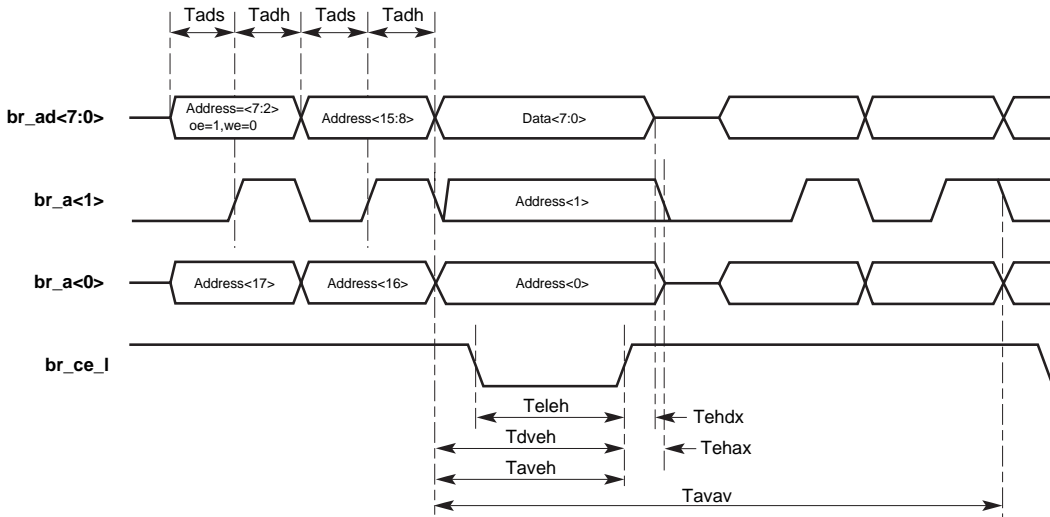 Tads Tadh Tads Tadh
br_ad<7:0>
Address=<7:2>
oe=1,we=0
Address<15:8>
Data<7:0>
br_a<1>
Address<1>
br_a<0>
Address<17>
Address<16>
Address<0>
br_ce_l
Teleh
Tehdx
Tdveh
Tehax
Taveh
Tavav